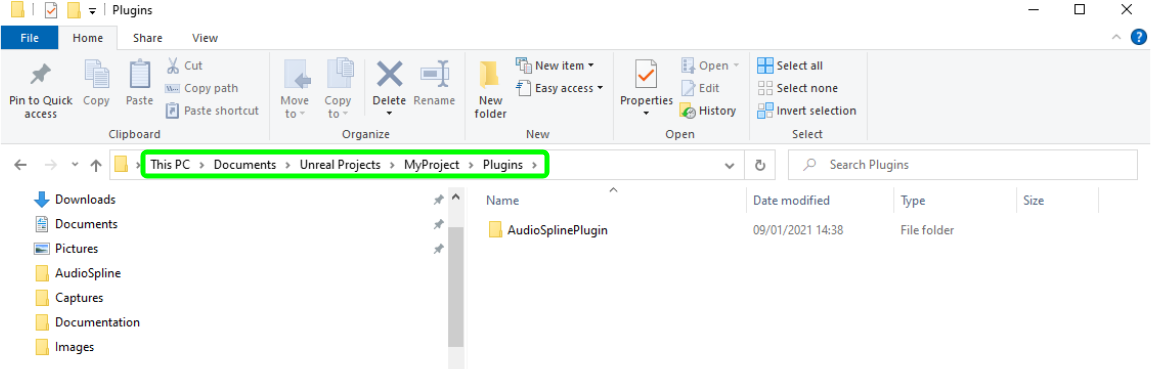 Plugins
File Home Share View
Pin to Quick access
Copy
Paste
Cut
Copy path
Paste shortcut
Move to
Copy to
Delete
Rename
New folder
New item
Easy access
Properties
Open
Edit
History
Select all
Select none
Invert selection
Clipboard Organize New Open Select
This PC > Documents > Unreal Projects > MyProject > Plugins >
Search Plugins
Name Date modified Type Size
AudioSplinePlugin 09/01/2021 14:38 File folder
Downloads
Documents
Pictures
AudioSpline
Captures
Documentation
Images